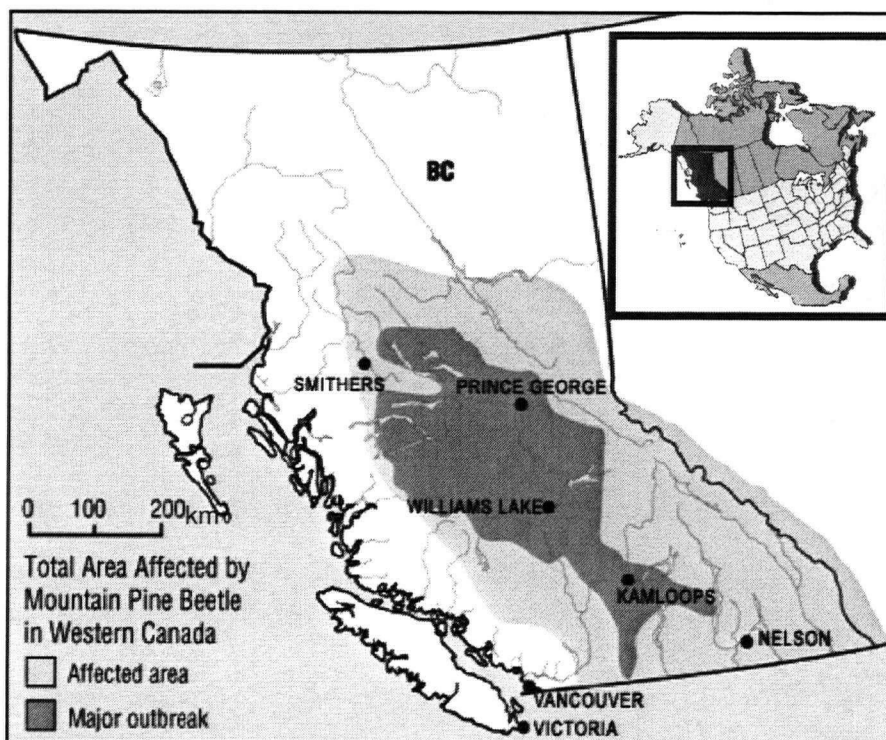 BC
SMITHERS
PRINCE GEORGE
WILLIAMS LAKE
KAMLOOPS
NELSON
VANCOUVER
VICTORIA
0 100 200km
Total Area Affected by
Mountain Pine Beetle
in Western Canada
Affected area
Major outbreak